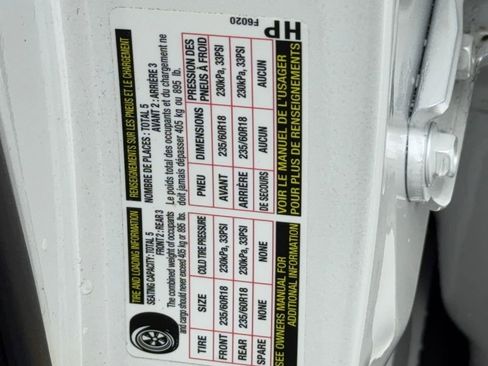 TIRE AND LOADING INFORMATION
SEATING CAPACITY: TOTAL 5
FRONT 2 : REAR 3
The combined weight of occupants
and cargo should never exceed 405 kg or 895 lbs.
TIRE SIZE COLD TIRE PRESSURE
FRONT 235/60R18 230kPa, 33PSI
REAR 235/60R18 230kPa, 33PSI
SPARE NONE NONE
SEE OWNERS MANUAL FOR
ADDITIONAL INFORMATION
RENSEIGNEMENTS SUR LES PNEUS ET LE CHARGEMENT
NOMBRE DE PLACES : TOTAL 5
AVANT 2 : ARRIÈRE 3
Le poids total des occupants et du chargement ne
doit jamais dépasser 405 kg ou 895 lb.
PNEU DIMENSIONS PRESSION DES
PNEUS À FROID
AVANT 235/60R18 230kPa, 33PSI
ARRIÈRE 235/60R18 230kPa, 33PSI
DE SECOURS AUCUN AUCUN
VOIR LE MANUEL DE L'USAGER
POUR PLUS DE RENSEIGNEMENTS
HP
F6020